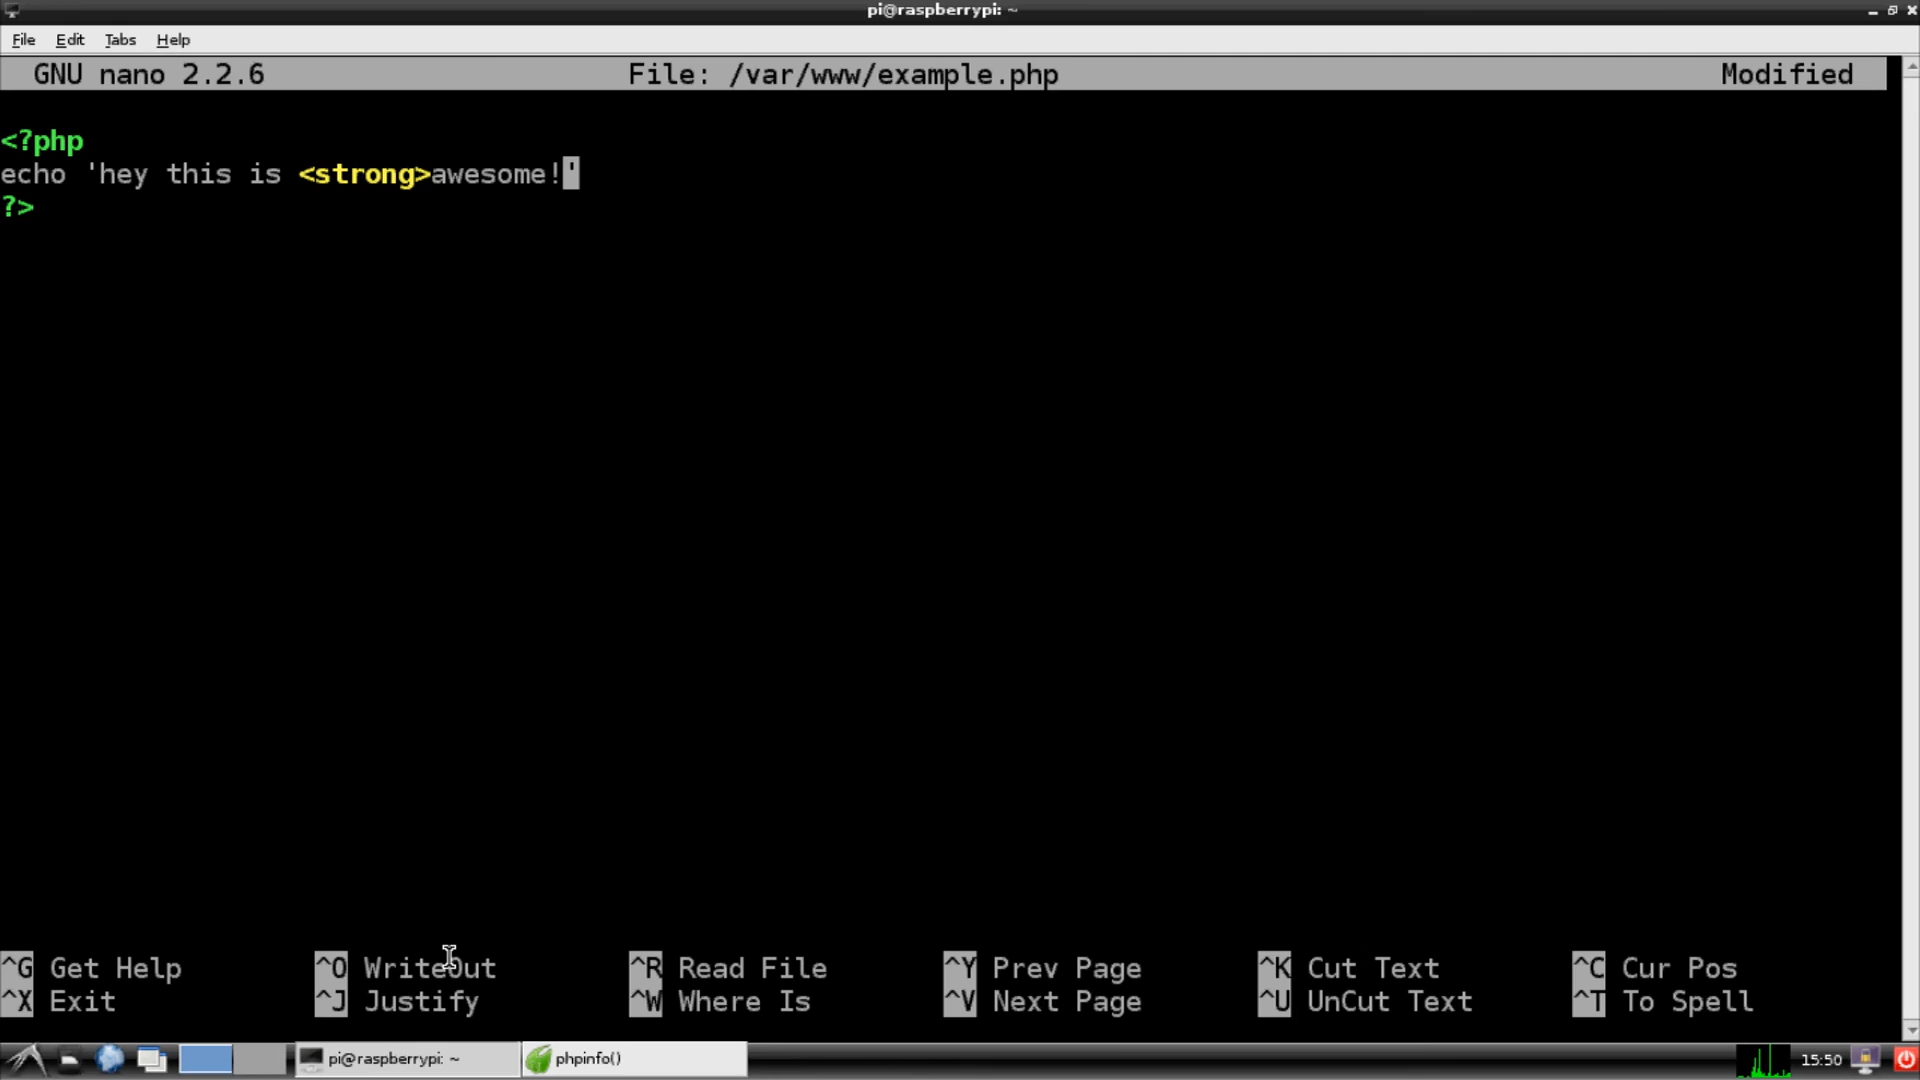 pi@raspberrypi: ~
File Edit Tabs Help
GNU nano 2.2.6 File: /var/www/example.php Modified
<?php
echo 'hey this is <strong>awesome!'
?>
^G Get Help ^O WriteOut ^R Read File ^Y Prev Page ^K Cut Text ^C Cur Pos
^X Exit ^J Justify ^W Where Is ^V Next Page ^U UnCut Text ^T To Spell
pi@raspberrypi: ~ phpinfo() 15:50